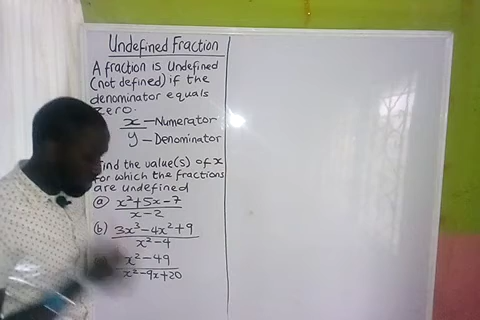 Undefined Fraction
A fraction is Undefined
(not defined) if the
denominator equals
zero.
x — Numerator
y — Denominator
Find the value(s) of x
for which the fractions
are undefined
(a) x²+5x-7
x-2
(b) 3x³-4x²+9
x²-4
x²-49
x²-9x+20